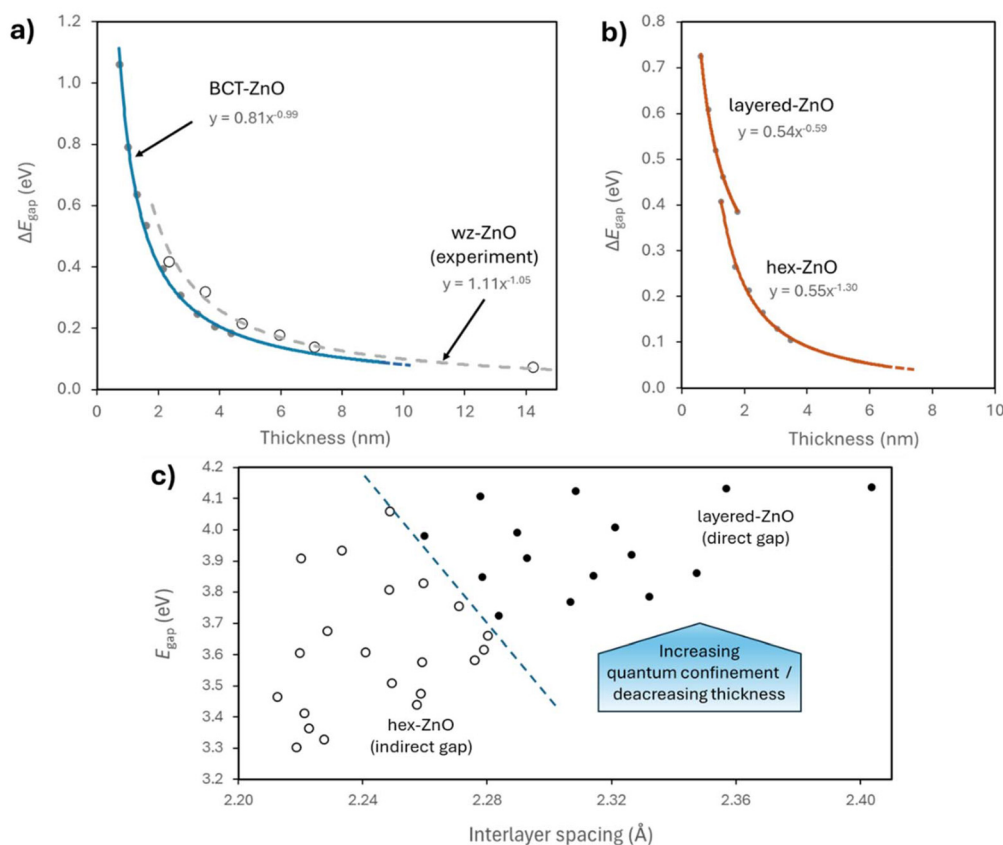 a)
1.2
1.0
0.8
0.6
0.4
0.2
0.0
ΔEgap (eV)
BCT-ZnO
y = 0.81x-0.99
wz-ZnO
(experiment)
y = 1.11x-1.05
0 2 4 6 8 10 12 14
Thickness (nm)
b)
0.8
0.7
0.6
0.5
0.4
0.3
0.2
0.1
0.0
ΔEgap (eV)
layered-ZnO
y = 0.54x-0.59
hex-ZnO
y = 0.55x-1.30
0 2 4 6 8 10
Thickness (nm)
c)
4.2
4.1
4.0
3.9
3.8
3.7
3.6
3.5
3.4
3.3
3.2
Egap (eV)
layered-ZnO
(direct gap)
Increasing
quantum confinement /
deacreasing thickness
hex-ZnO
(indirect gap)
2.20 2.24 2.28 2.32 2.36 2.40
Interlayer spacing (Å)